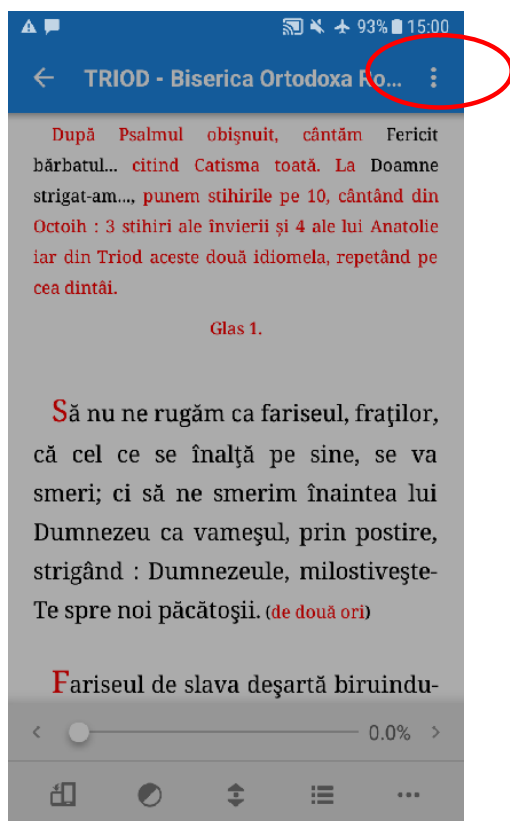 93% 15:00
TRIOD - Biserica Ortodoxa Ro...
După Psalmul obişnuit, cântăm Fericit
bărbatul... citind Catisma toată. La Doamne
strigat-am..., punem stihirile pe 10, cântând din
Octoih : 3 stihiri ale învierii şi 4 ale lui Anatolie
iar din Triod aceste două idiomela, repetând pe
cea dintâi.
Glas 1.
Să nu ne rugăm ca fariseul, fraţilor,
că cel ce se înalţă pe sine, se va
smeri; ci să ne smerim înaintea lui
Dumnezeu ca vameşul, prin postire,
strigând : Dumnezeule, milostiveşte-
Te spre noi păcătoşii. (de două ori)
Fariseul de slava deşartă biruindu-
0.0%